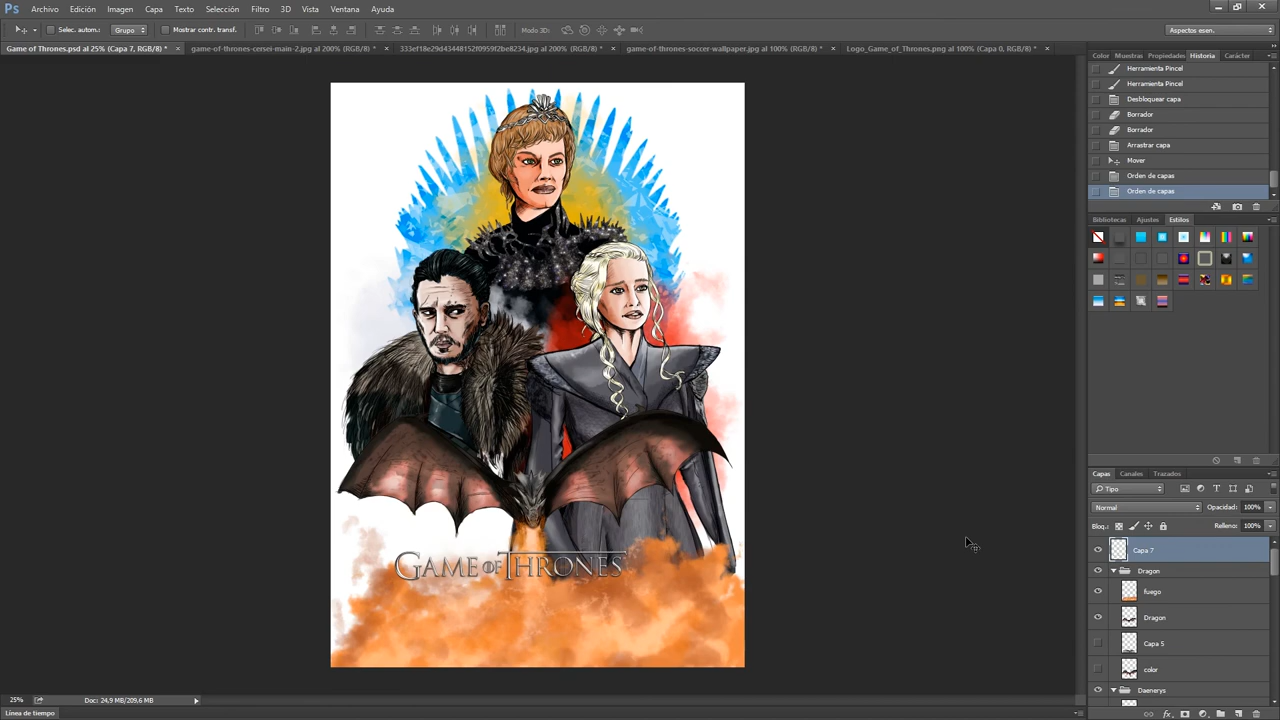 Ps Archivo Edición Imagen Capa Texto Selección Filtro 3D Vista Ventana Ayuda
Selec. autom.: Grupo Mostrar contr. transf. Modo 3D: Aspectos esen.
Game of Thrones.psd al 25% (Capa 7, RGB/8) * × game-of-thrones-cersei-main-2.jpg al 200% (RGB/8) * × 333ef18e29d43448152f0959f2be8234.jpg al 200% (RGB/8) * × game-of-thrones-soccer-wallpaper.jpg al 100% (RGB/8) * × Logo_Game_of_Thrones.png al 100% (Capa 0, RGB/8) * ×
Color Muestras Propiedades Historia Carácter
Herramienta Pincel
Herramienta Pincel
Desbloquear capa
Borrador
Borrador
Arrastrar capa
Mover
Orden de capas
Orden de capas
Bibliotecas Ajustes Estilos
Capas Canales Trazados
Tipo
Normal Opacidad: 100%
Bloq.: Relleno: 100%
Capa 7
Dragon
fuego
Dragon
Capa 5
color
Daenerys
GAME OF THRONES
25% Doc: 24,9 MB/209,6 MB
Línea de tiempo